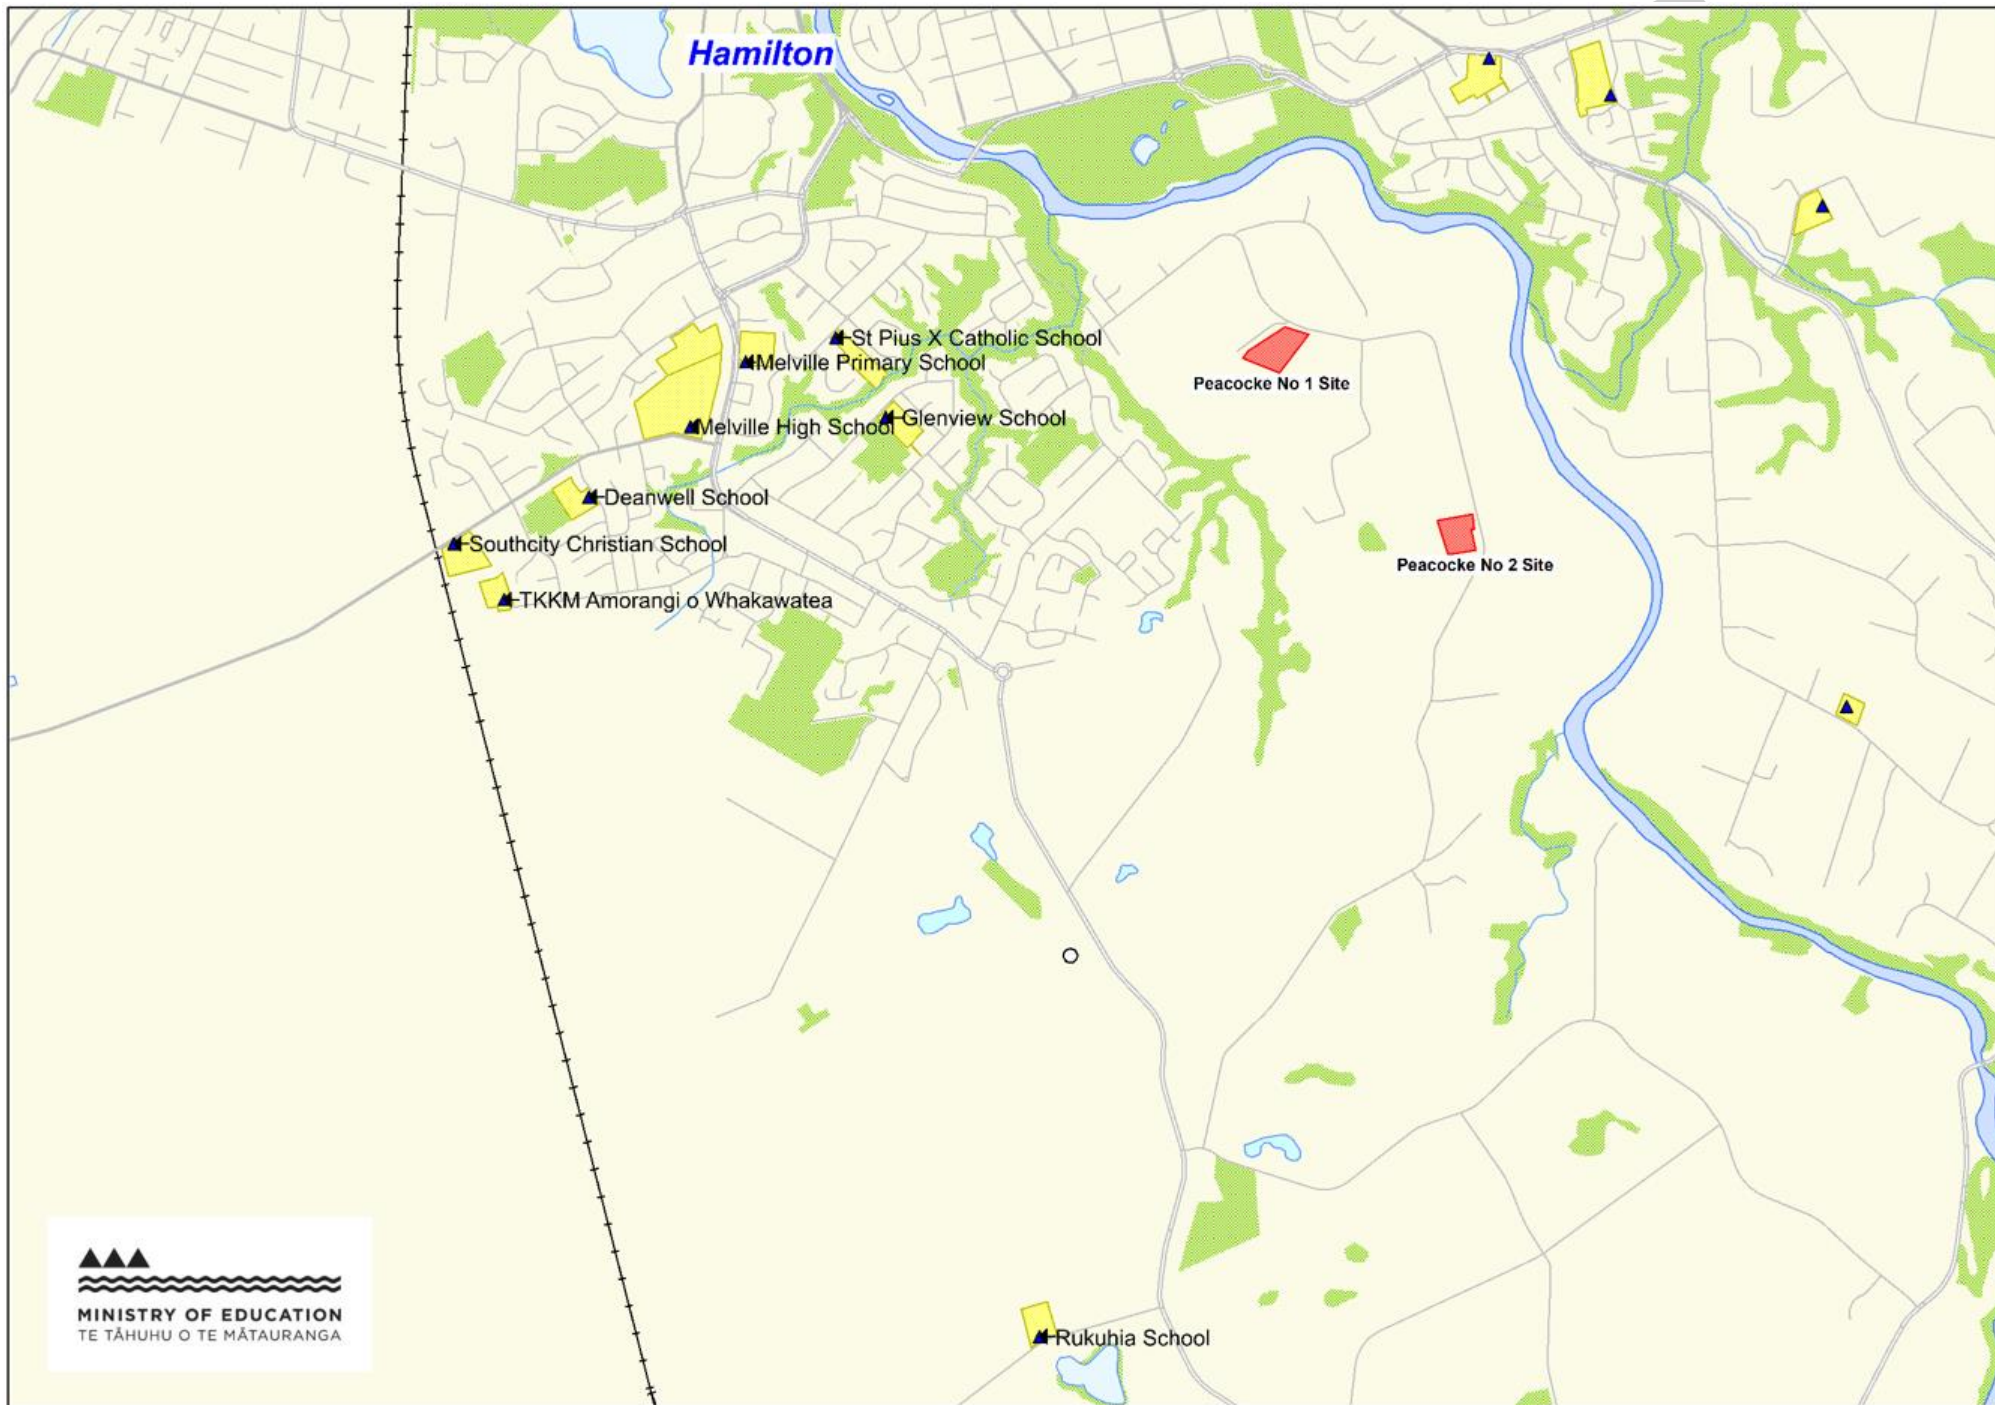 Hamilton
St Pius X Catholic School
Melville Primary School
Peacocke No 1 Site
Glenview School
Melville High School
Deanwell School
Southcity Christian School
Peacocke No 2 Site
TKKM Amorangi o Whakawatea
MINISTRY OF EDUCATION
TE TĀHUHU O TE MĀTAURANGA
Rukuhia School